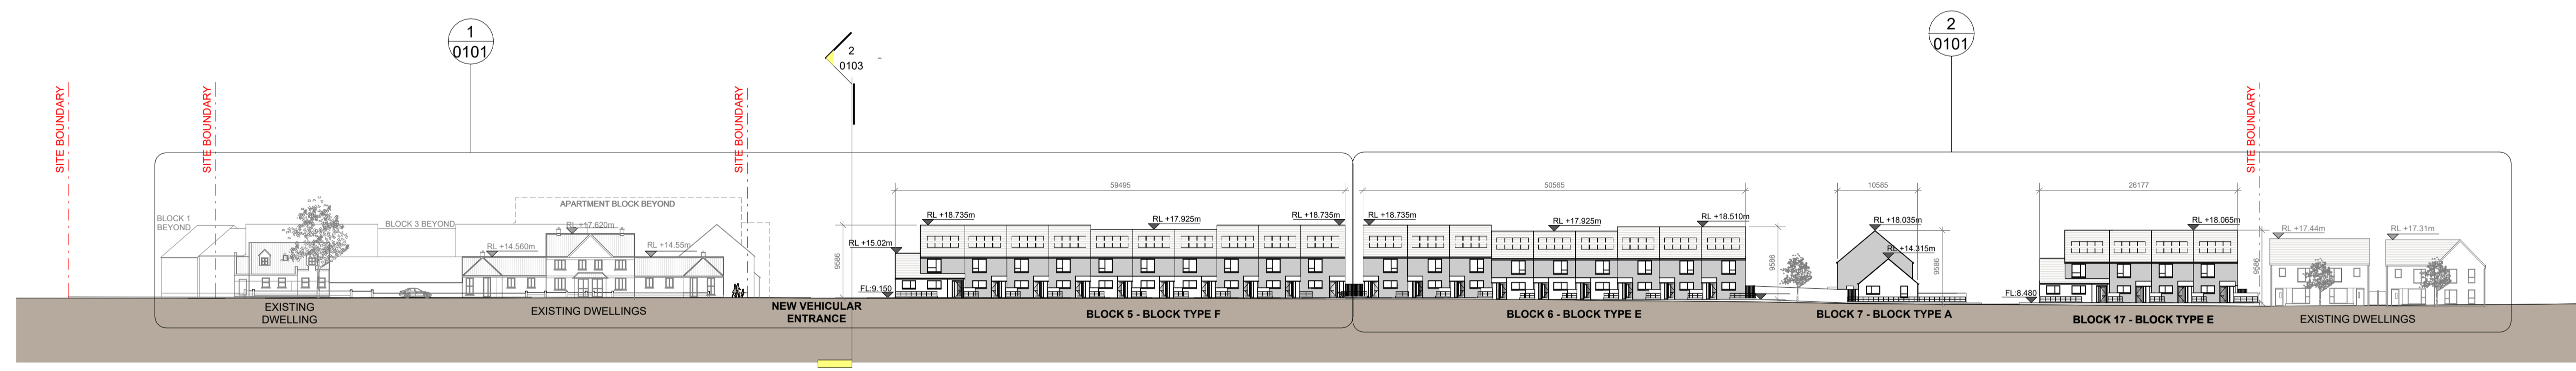 1
0101
2
0101
2
0103
SITE BOUNDARY
SITE BOUNDARY
SITE BOUNDARY
SITE BOUNDARY
59495
50565
10585
26177
APARTMENT BLOCK BEYOND
BLOCK 1
BEYOND
BLOCK 3 BEYOND
RL +17.620m
RL +14.560m
RL +14.55m
RL +15.02m
9586
FL:9.150
RL +18.735m
RL +17.925m
RL +18.735m
RL +18.735m
RL +17.925m
RL +18.510m
9586
RL +18.035m
RL +14.315m
9586
FL:8.480
RL +18.065m
9586
RL +17.44m
RL +17.31m
EXISTING
DWELLING
EXISTING DWELLINGS
NEW VEHICULAR
ENTRANCE
BLOCK 5 - BLOCK TYPE F
BLOCK 6 - BLOCK TYPE E
BLOCK 7 - BLOCK TYPE A
BLOCK 17 - BLOCK TYPE E
EXISTING DWELLINGS